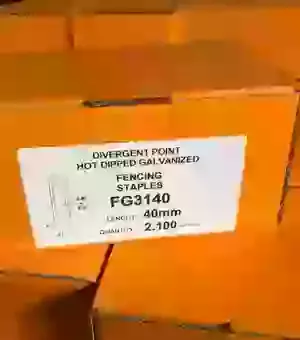 DIVERGENT POINT
HOT DIPPED GALVANIZED
FENCING
STAPLES
FG3140
LENGTH: 40mm
QUANTITY: 2.100